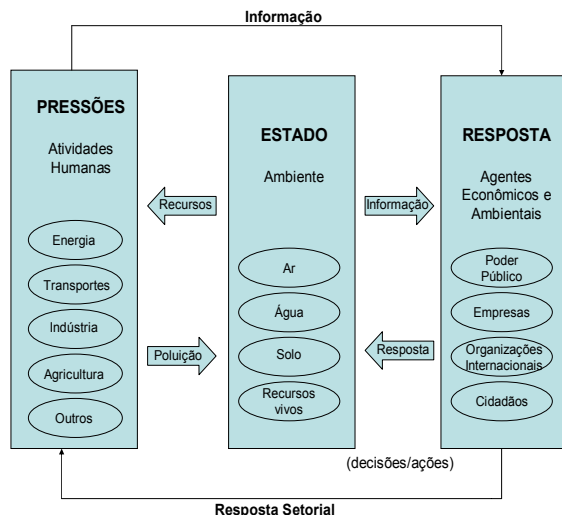 Informação
PRESSÕES
Atividades
Humanas
Energia
Transportes
Indústria
Agricultura
Outros
Recursos
Poluição
ESTADO
Ambiente
Ar
Água
Solo
Recursos
vivos
Informação
Resposta
RESPOSTA
Agentes
Econômicos e
Ambientais
Poder
Público
Empresas
Organizações
Internacionais
Cidadãos
(decisões/ações)
Resposta Setorial